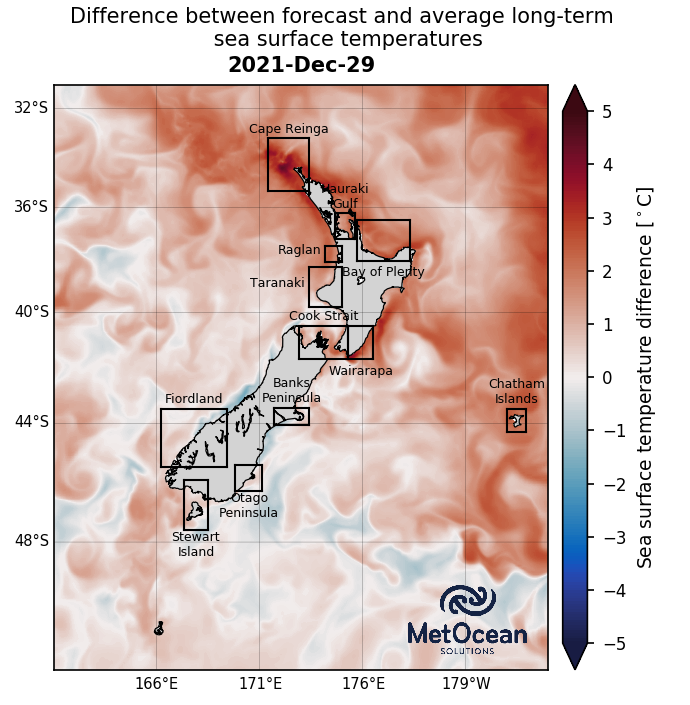 Difference between forecast and average long-term
sea surface temperatures
2021-Dec-29
32°S
36°S
40°S
44°S
48°S
Cape Reinga
Hauraki
Gulf
Raglan
Bay of Plenty
Taranaki
Cook Strait
Wairarapa
Banks
Peninsula
Fiordland
Chatham
Islands
Otago
Peninsula
Stewart
Island
MetOcean
SOLUTIONS
166°E
171°E
176°E
179°W
5
4
3
2
1
0
−1
−2
−3
−4
−5
Sea surface temperature difference [°C]